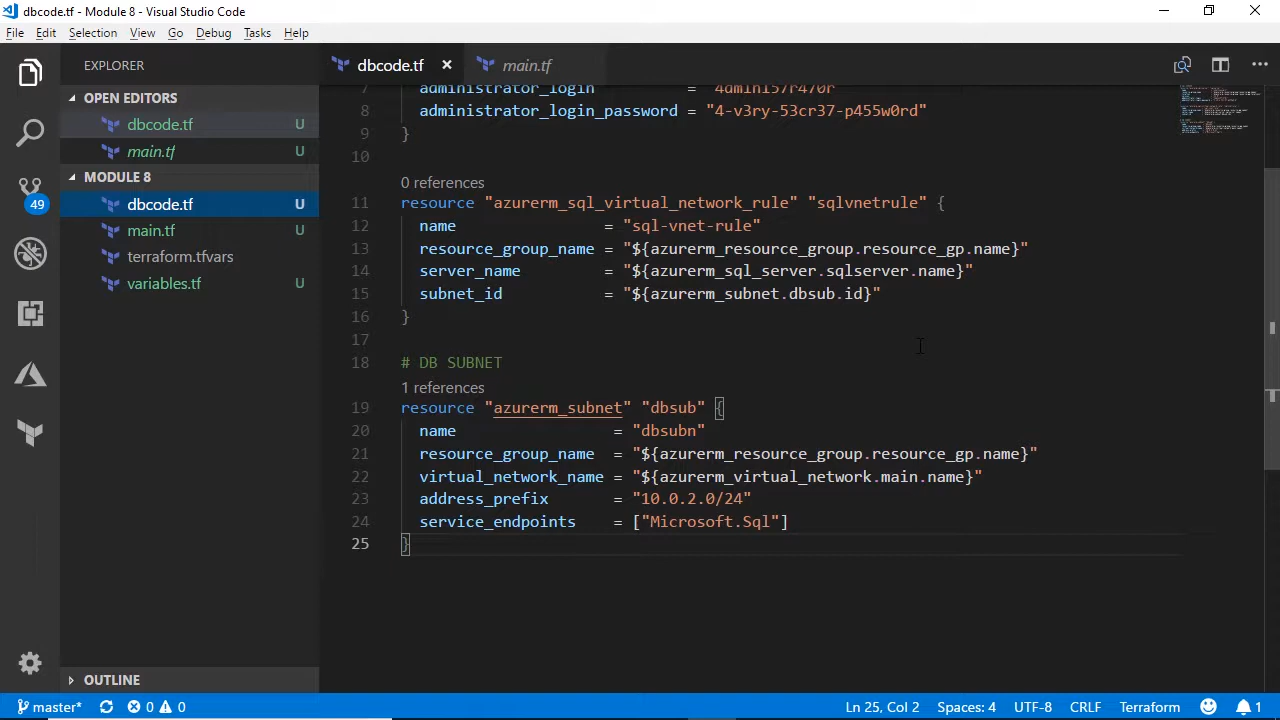 dbcode.tf - Module 8 - Visual Studio Code
File Edit Selection View Go Debug Tasks Help
EXPLORER
OPEN EDITORS
dbcode.tf U
main.tf U
MODULE 8
dbcode.tf U
main.tf U
terraform.tfvars
variables.tf U
OUTLINE
49
dbcode.tf × main.tf
7 administrator_login = "4dm1n157r470r"
8 administrator_login_password = "4-v3ry-53cr37-p455w0rd"
9 }
10
0 references
11 resource "azurerm_sql_virtual_network_rule" "sqlvnetrule" {
12 name = "sql-vnet-rule"
13 resource_group_name = "${azurerm_resource_group.resource_gp.name}"
14 server_name = "${azurerm_sql_server.sqlserver.name}"
15 subnet_id = "${azurerm_subnet.dbsub.id}"
16 }
17
18 # DB SUBNET
1 references
19 resource "azurerm_subnet" "dbsub" {
20 name = "dbsubn"
21 resource_group_name = "${azurerm_resource_group.resource_gp.name}"
22 virtual_network_name = "${azurerm_virtual_network.main.name}"
23 address_prefix = "10.0.2.0/24"
24 service_endpoints = ["Microsoft.Sql"]
25 }
master* 0 0 Ln 25, Col 2 Spaces: 4 UTF-8 CRLF Terraform 1